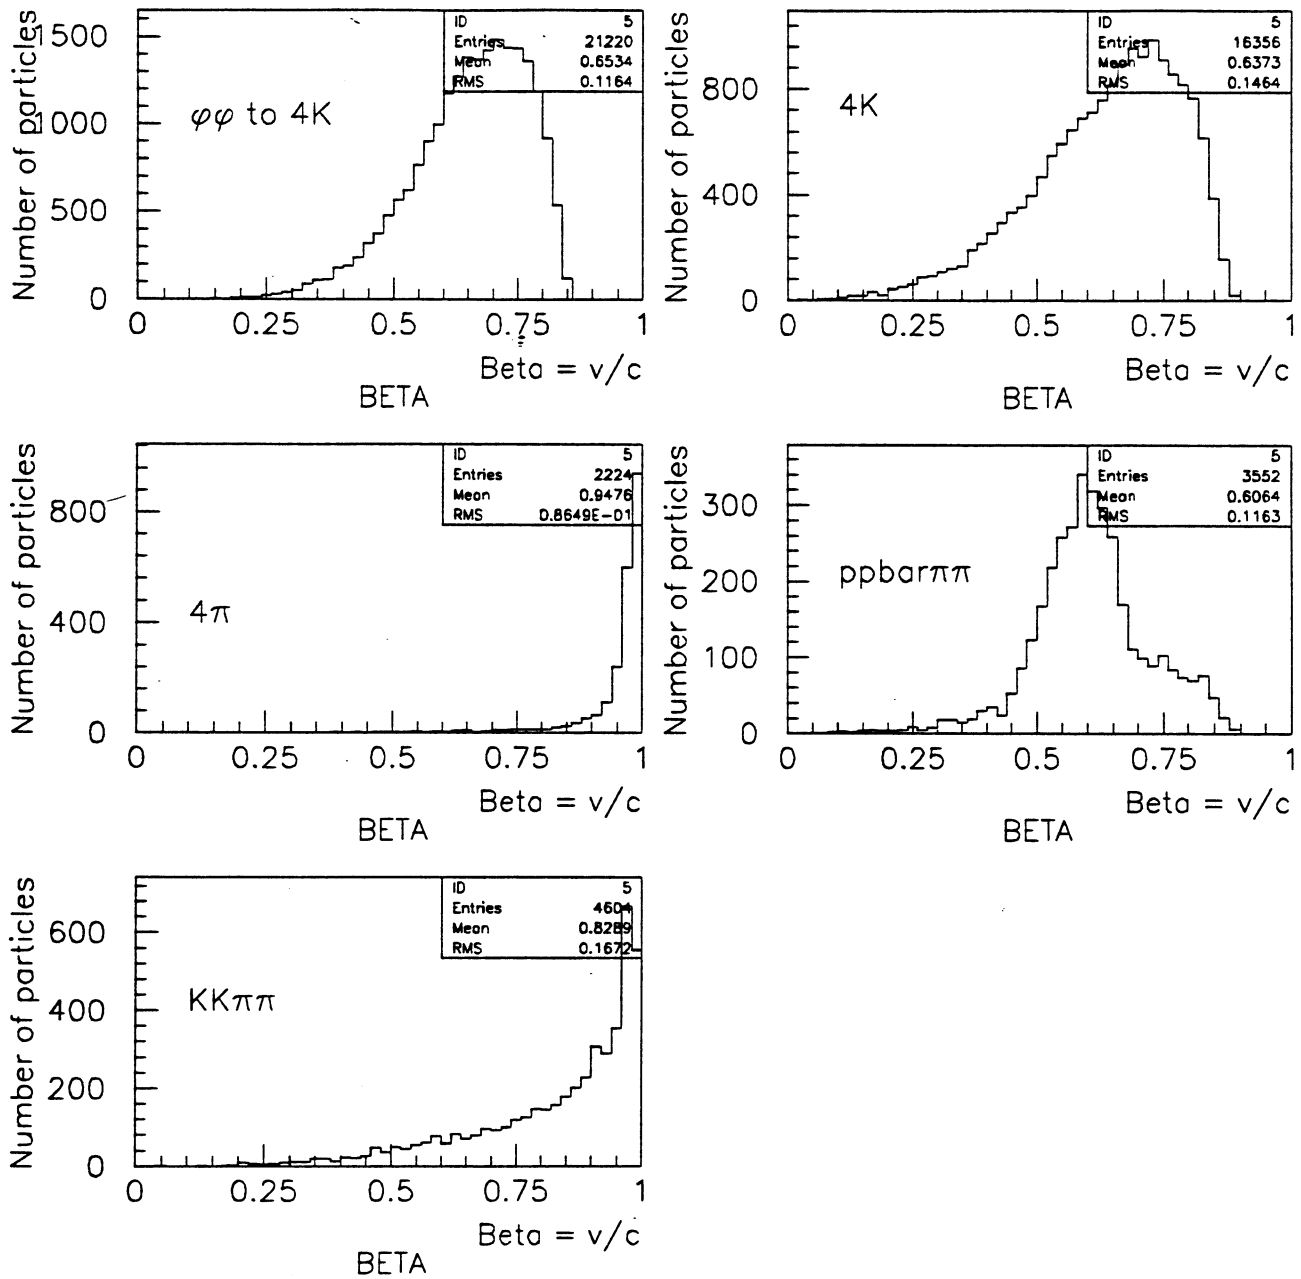 Number of particles
1500
1000
500
0
φφ to 4K
ID 5
Entries 21220
Mean 0.6534
RMS 0.1164
0 0.25 0.5 0.75 1
Beta = v/c
BETA
Number of particles
800
400
0
4K
ID 5
Entries 16356
Mean 0.6373
RMS 0.1464
0 0.25 0.5 0.75 1
Beta = v/c
BETA
Number of particles
800
400
0
4π
ID 5
Entries 2224
Mean 0.9476
RMS 0.8649E-01
0 0.25 0.5 0.75 1
Beta = v/c
BETA
Number of particles
300
200
100
0
ppbarππ
ID 5
Entries 3552
Mean 0.6064
RMS 0.1163
0 0.25 0.5 0.75 1
Beta = v/c
BETA
Number of particles
600
400
200
0
KKππ
ID 5
Entries 4604
Mean 0.8289
RMS 0.1672
0 0.25 0.5 0.75 1
Beta = v/c
BETA